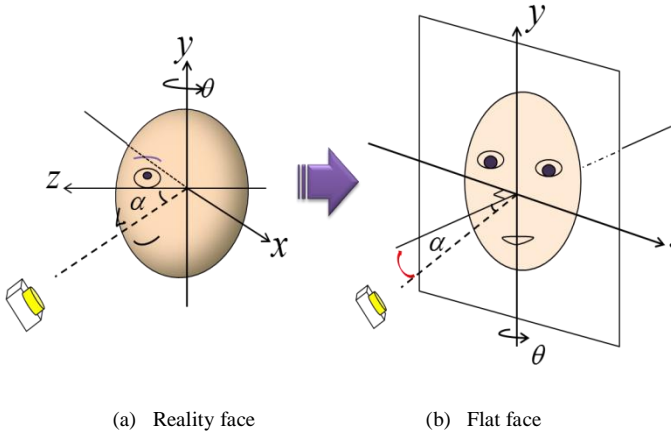 y
θ
z
α
x
(a) Reality face
y
α
θ
(b) Flat face